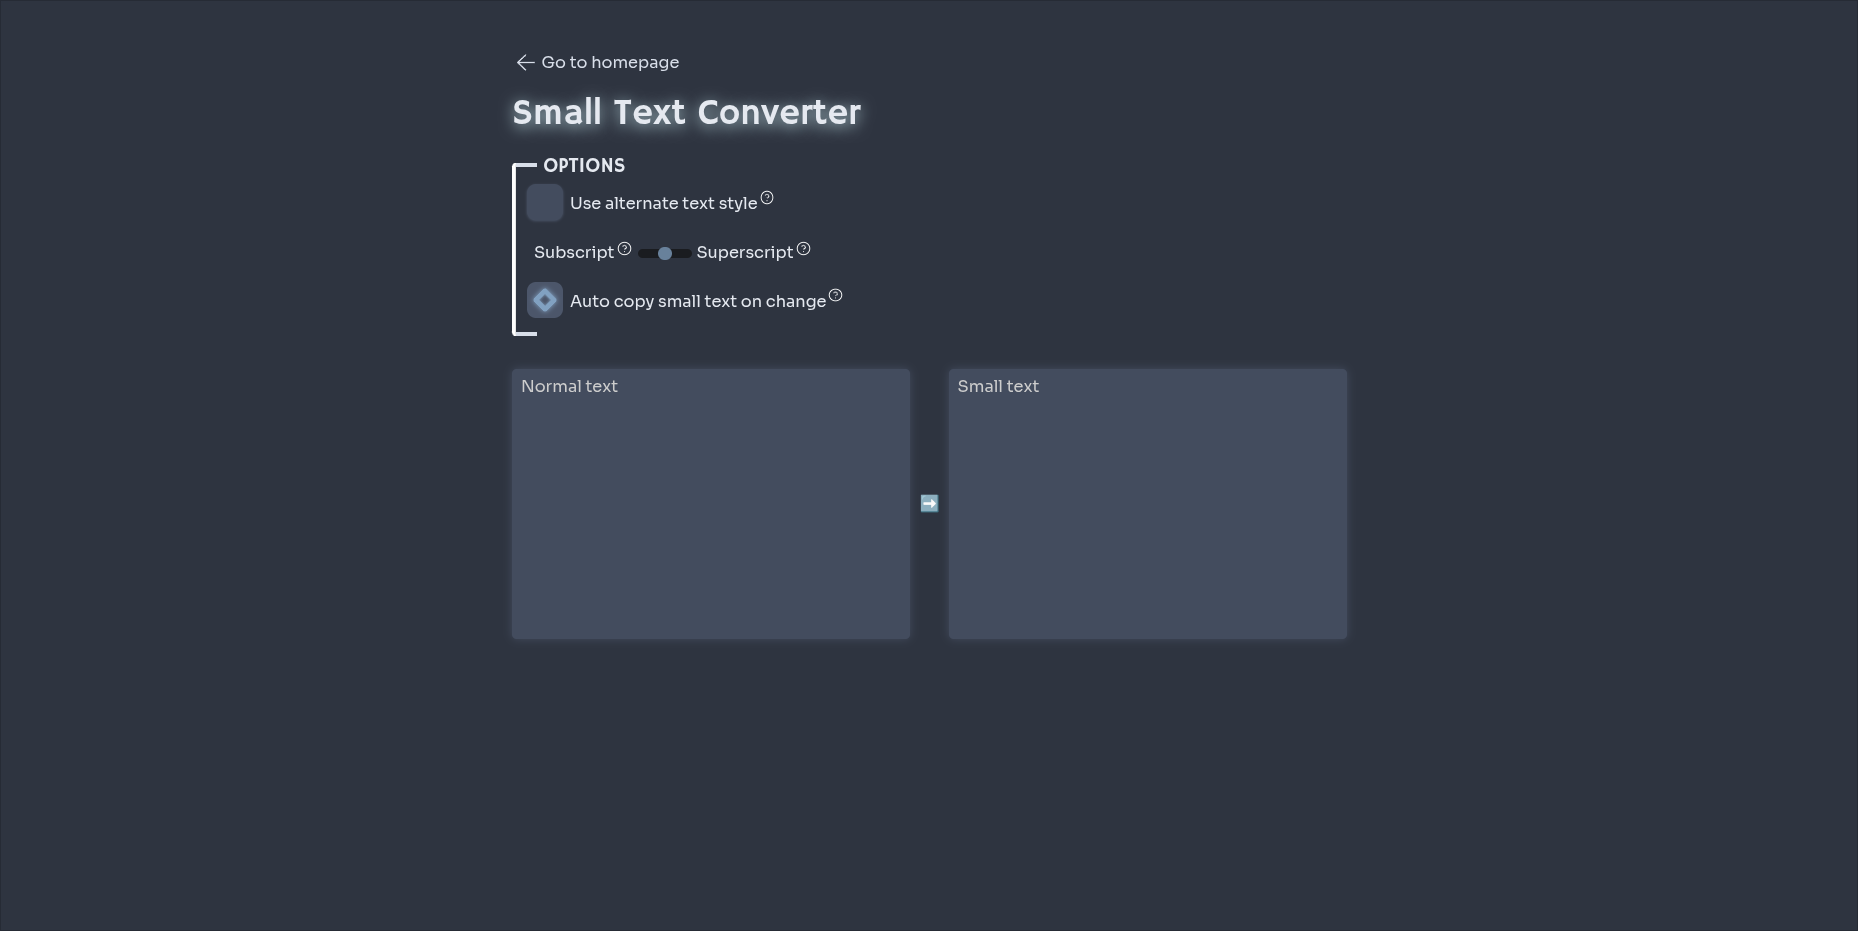 Go to homepage
Small Text Converter
OPTIONS
Use alternate text style
Subscript Superscript
Auto copy small text on change
Normal text
Small text